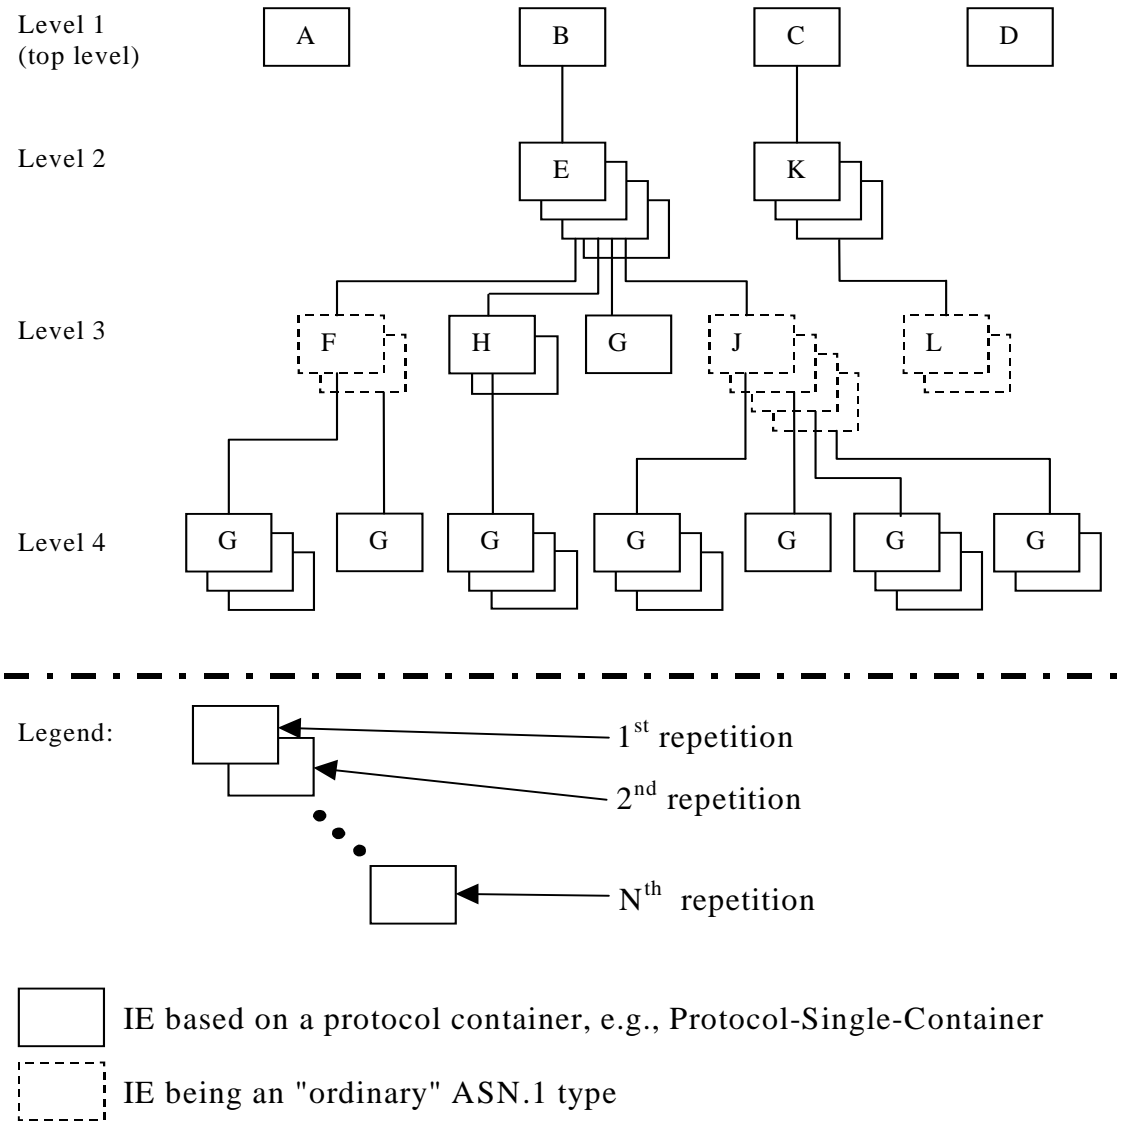 Level 1
(top level)
A B C D
Level 2
E K
Level 3
F H G J L
Level 4
G G G G G G G
Legend:
1st repetition
2nd repetition
Nth repetition
IE based on a protocol container, e.g., Protocol-Single-Container
IE being an "ordinary" ASN.1 type